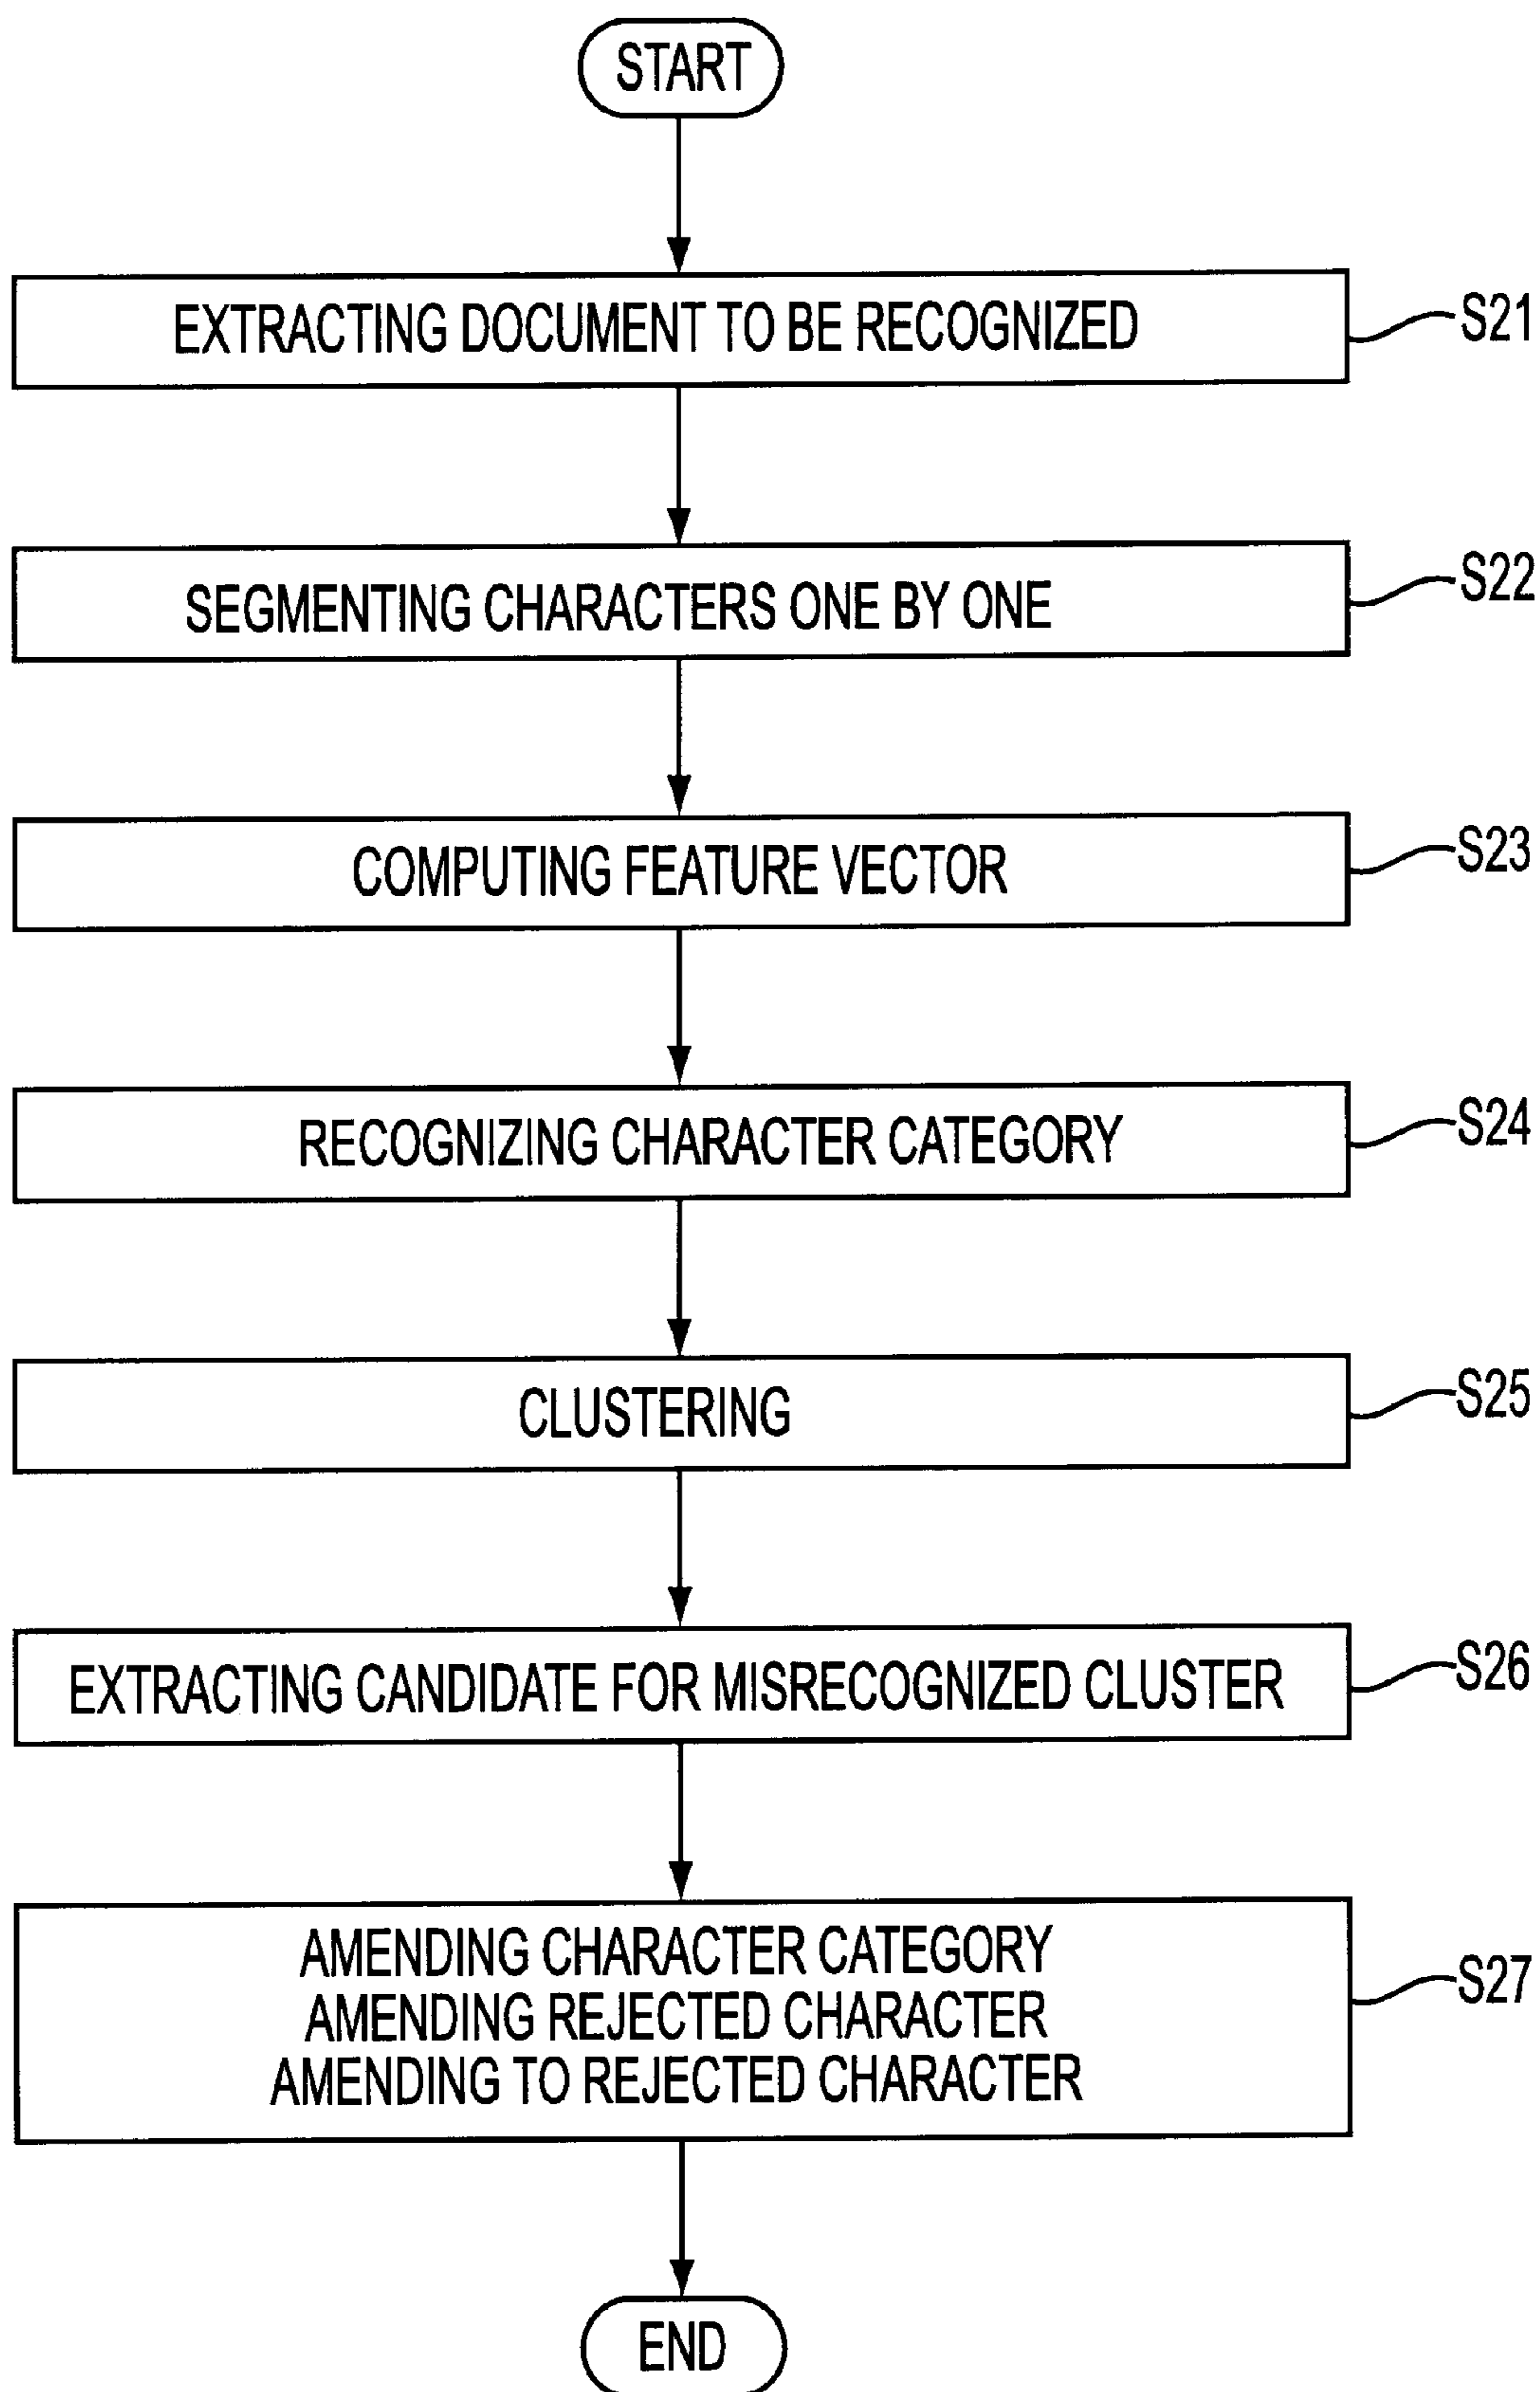 START
EXTRACTING DOCUMENT TO BE RECOGNIZED
S21
SEGMENTING CHARACTERS ONE BY ONE
S22
COMPUTING FEATURE VECTOR
S23
RECOGNIZING CHARACTER CATEGORY
S24
CLUSTERING
S25
EXTRACTING CANDIDATE FOR MISRECOGNIZED CLUSTER
S26
AMENDING CHARACTER CATEGORY
AMENDING REJECTED CHARACTER
AMENDING TO REJECTED CHARACTER
S27
END